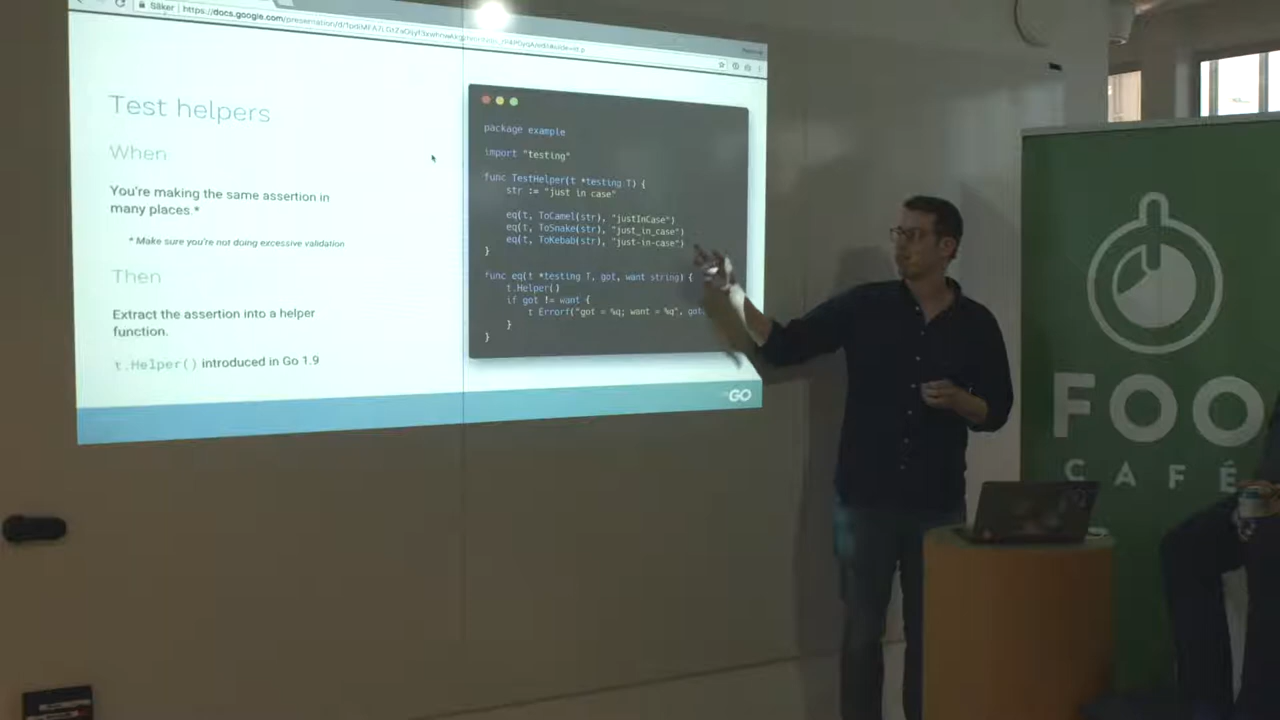 Säker
https://docs.google.com/presentation/d/
Test helpers
When
You're making the same assertion in
many places.*
* Make sure you're not doing excessive validation
Then
Extract the assertion into a helper
function.
t.Helper() introduced in Go 1.9
package example
import "testing"
func TestHelper(t *testing T) {
str := "just in case"
eq(t, ToCamel(str), "justInCase")
eq(t, ToSnake(str), "just_in_case")
eq(t, ToKebab(str), "just-in-case")
}
func eq(t *testing T, got, want string) {
t.Helper()
if got != want {
t Errorf("got = %q; want = %q", got
}
}
GO
FOO
CAFÉ